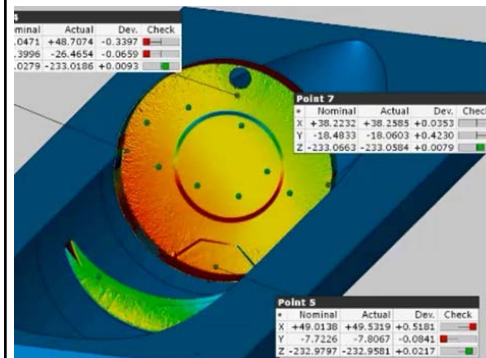 4
minal Actual Dev. Check
.0471 +48.7074 -0.3397
.3996 -26.4654 -0.0659
.0279 -233.0186 +0.0093
Point 7
* Nominal Actual Dev. Chec
X +38.2232 +38.2585 +0.0353
Y -18.4833 -18.0603 +0.4230
Z -233.0663 -233.0584 +0.0079
Point 5
* Nominal Actual Dev. Check
X +49.0138 +49.5319 +0.5181
Y -7.7226 -7.8067 -0.0841
Z -232.9797 -232.9581 +0.0217